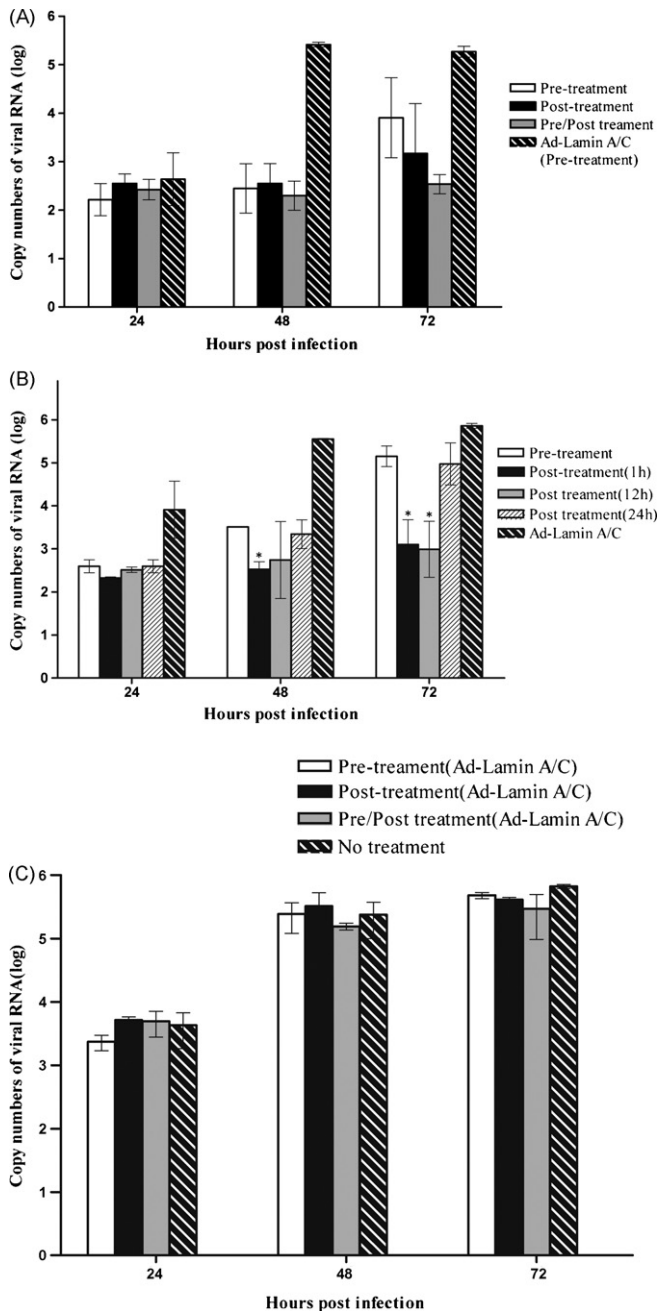 (A)
Copy numbers of viral RNA (log)
6
5
4
3
2
1
0
24
48
72
Hours post infection
Pre-treatment
Post-treatment
Pre/Post treament
Ad-Lamin A/C
(Pre-treatment)
(B)
Copy numbers of viral RNA (log)
6
5
4
3
2
1
0
*
*
*
24
48
72
Hours post infection
Pre-treament
Post-treatment(1h)
Post treament(12h)
Post treatment(24h)
Ad-Lamin A/C
Pre-treament(Ad-Lamin A/C)
Post-treatment(Ad-Lamin A/C)
Pre/Post treatment(Ad-Lamin A/C)
No treatment
(C)
Copy numbers of viral RNA(log)
6
5
4
3
2
1
0
24
48
72
Hours post infection